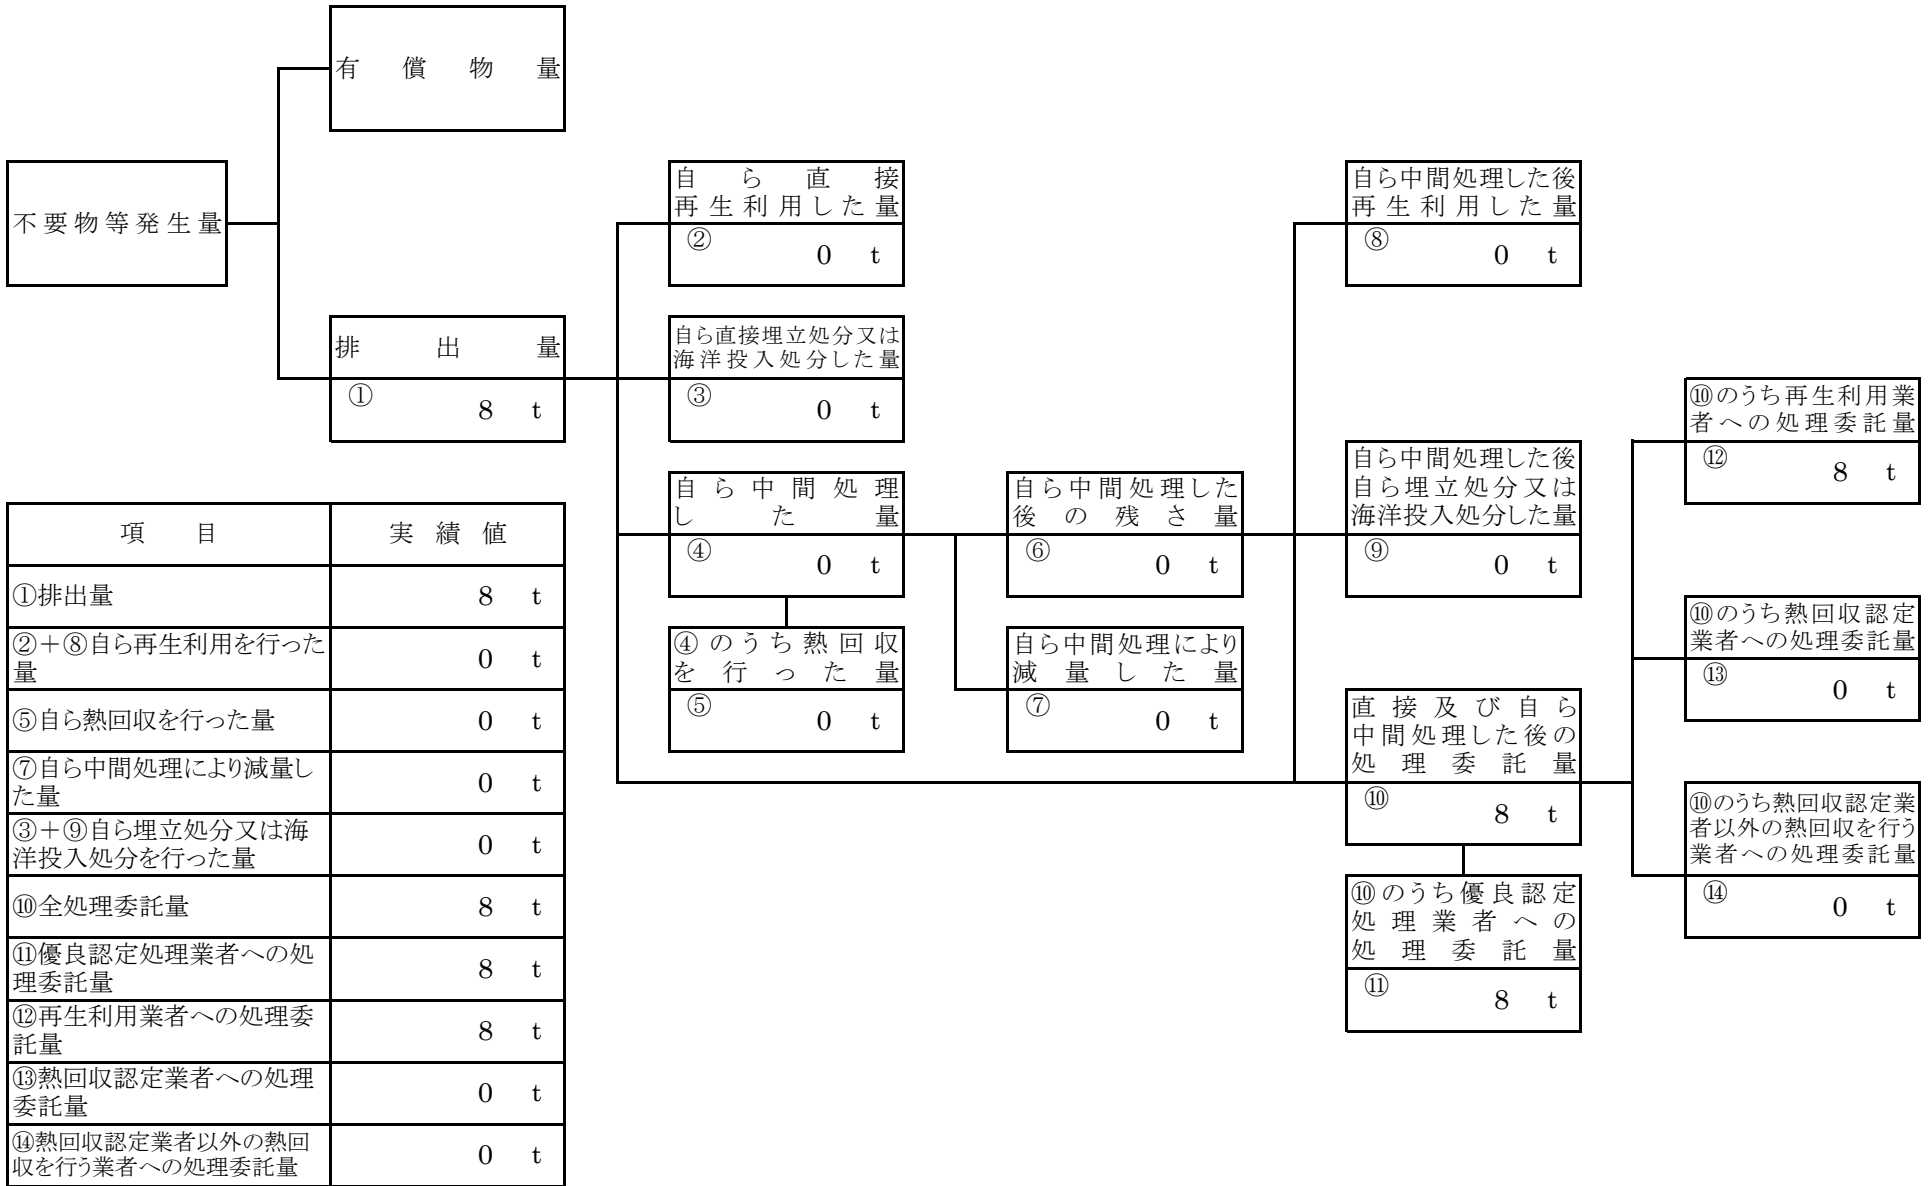 有償物量
不要物等発生量
排出量
① 8 t
自ら直接
再生利用した量
② 0 t
自ら直接埋立処分又は
海洋投入処分した量
③ 0 t
自ら中間処理
した量
④ 0 t
④のうち熱回収
を行った量
⑤ 0 t
自ら中間処理した
後の残さ量
⑥ 0 t
自ら中間処理により
減量した量
⑦ 0 t
自ら中間処理した後
再生利用した量
⑧ 0 t
自ら中間処理した後
自ら埋立処分又は
海洋投入処分した量
⑨ 0 t
直接及び自ら
中間処理した後の
処理委託量
⑩ 8 t
⑩のうち優良認定
処理業者への
処理委託量
⑪ 8 t
⑩のうち再生利用業
者への処理委託量
⑫ 8 t
⑩のうち熱回収認定
業者への処理委託量
⑬ 0 t
⑩のうち熱回収認定業
者以外の熱回収を行う
業者への処理委託量
⑭ 0 t
項目 実績値
①排出量 8 t
②+⑧自ら再生利用を行った
量 0 t
⑤自ら熱回収を行った量 0 t
⑦自ら中間処理により減量し
た量 0 t
③+⑨自ら埋立処分又は海
洋投入処分を行った量 0 t
⑩全処理委託量 8 t
⑪優良認定処理業者への処
理委託量 8 t
⑫再生利用業者への処理委
託量 8 t
⑬熱回収認定業者への処理
委託量 0 t
⑭熱回収認定業者以外の熱回
収を行う業者への処理委託量 0 t